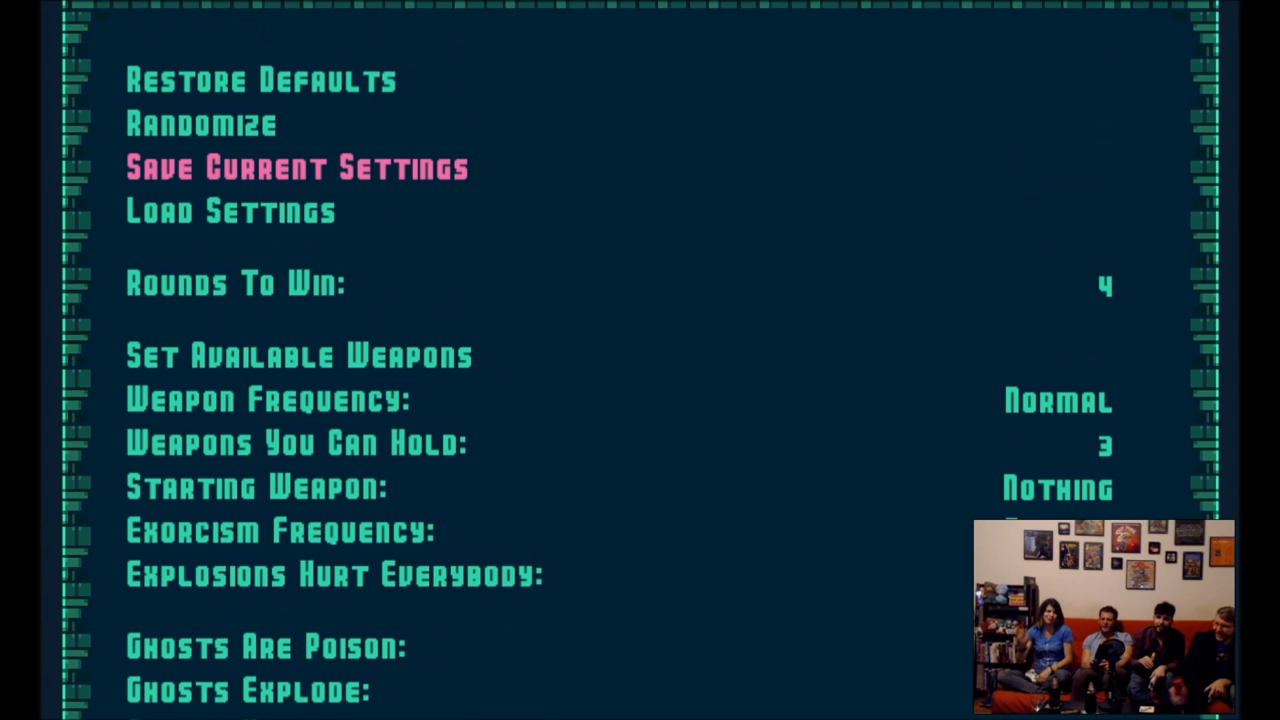 Restore Defaults
Randomize
Save Current Settings
Load Settings
Rounds To Win: 4
Set Available Weapons
Weapon Frequency: Normal
Weapons You Can Hold: 3
Starting Weapon: Nothing
Exorcism Frequency:
Explosions Hurt Everybody:
Ghosts Are Poison:
Ghosts Explode: